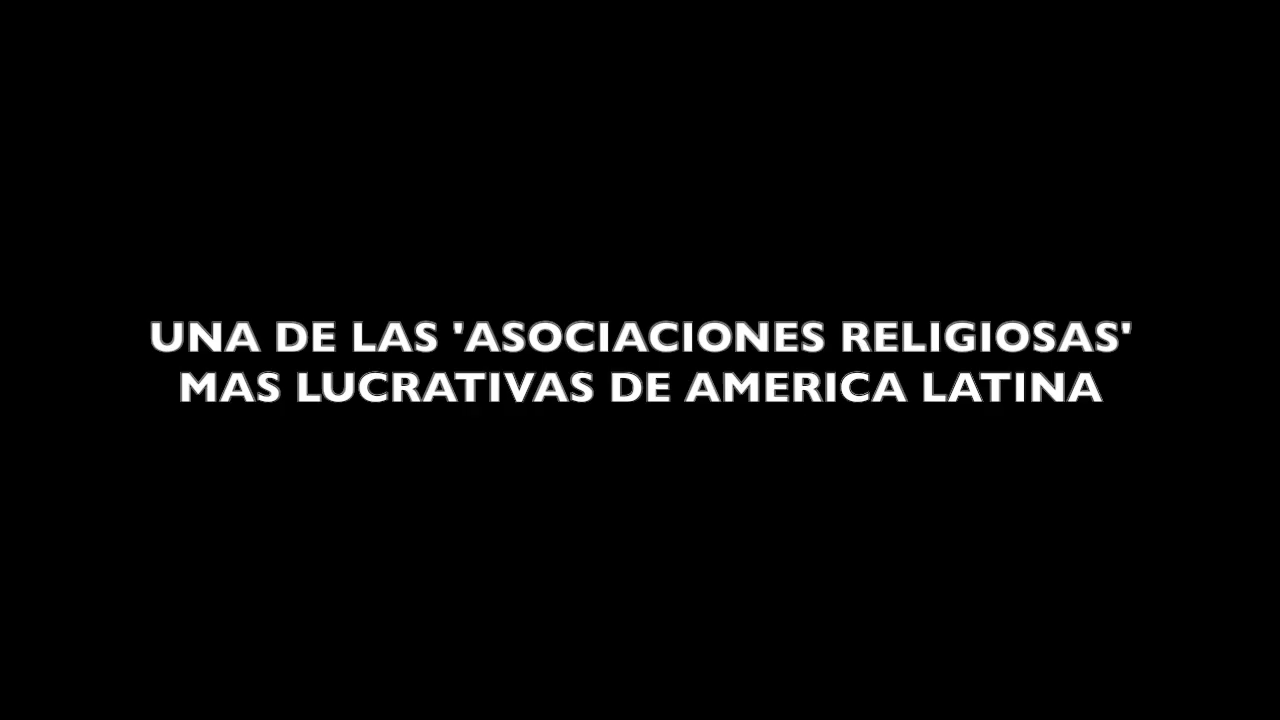 UNA DE LAS 'ASOCIACIONES RELIGIOSAS'
MAS LUCRATIVAS DE AMERICA LATINA